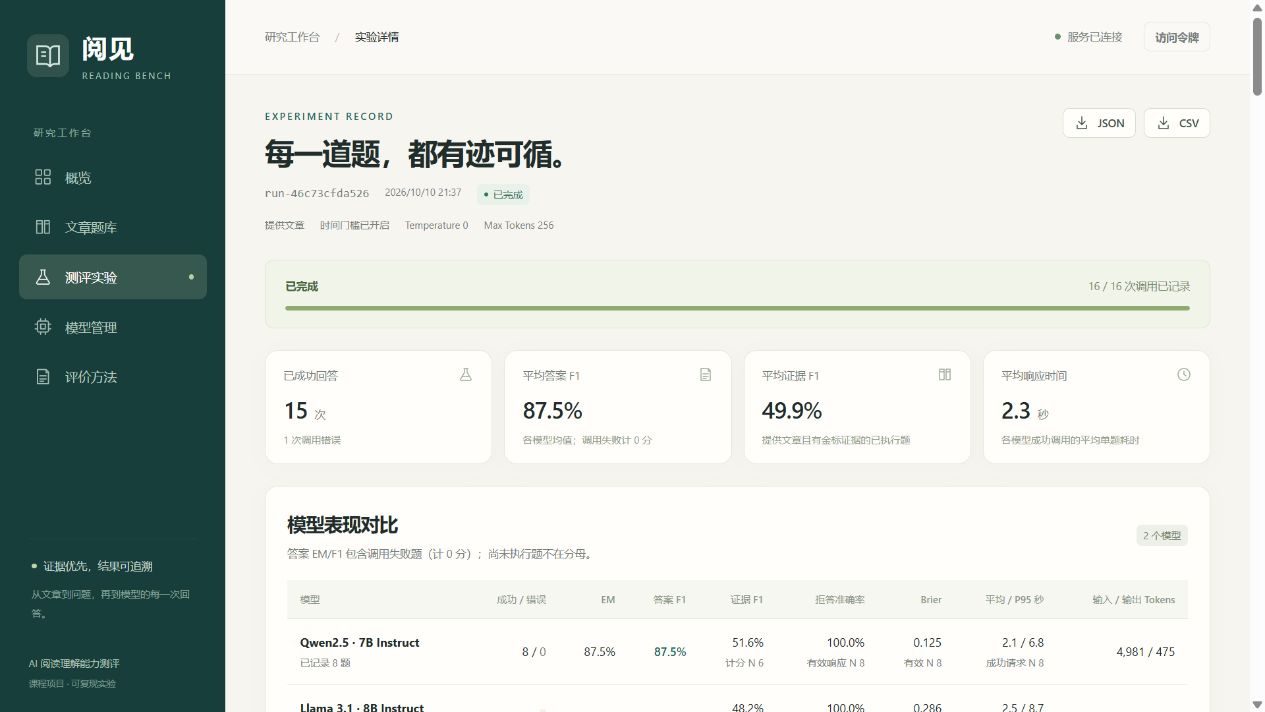 阅见
READING BENCH
研究工作台
概览
文章题库
测评实验
模型管理
评价方法
证据优先，结果可追溯
从文章到问题，再到模型的每一次回
答。
AI 阅读理解能力测评
课程项目 · 可复现实验
研究工作台 / 实验详情
服务已连接
访问令牌
EXPERIMENT RECORD
JSON
CSV
每一道题，都有迹可循。
run-46c73cfda526 2026/10/10 21:37 已完成
提供文章 时间门槛已开启 Temperature 0 Max Tokens 256
已完成 16 / 16 次调用已记录
已成功回答
15 次
1 次调用错误
平均答案 F1
87.5%
各模型均值；调用失败计 0 分
平均证据 F1
49.9%
提供文章且有金标证据的已执行题
平均响应时间
2.3 秒
各模型成功调用的平均单题耗时
模型表现对比
答案 EM/F1 包含调用失败题（计 0 分）；尚未执行题不在分母。
2 个模型
模型 成功 / 错误 EM 答案 F1 证据 F1 拒答准确率 Brier 平均 / P95 秒 输入 / 输出 Tokens
Qwen2.5 · 7B Instruct 8 / 0 87.5% 87.5% 51.6% 100.0% 0.125 2.1 / 6.8 4,981 / 475
已记录 8 题 计分 N 6 有效响应 N 8 有效 N 8 成功请求 N 8
Llama 3.1 · 8B Instruct 48.2% 100.0% 0.286 2.5 / 8.7